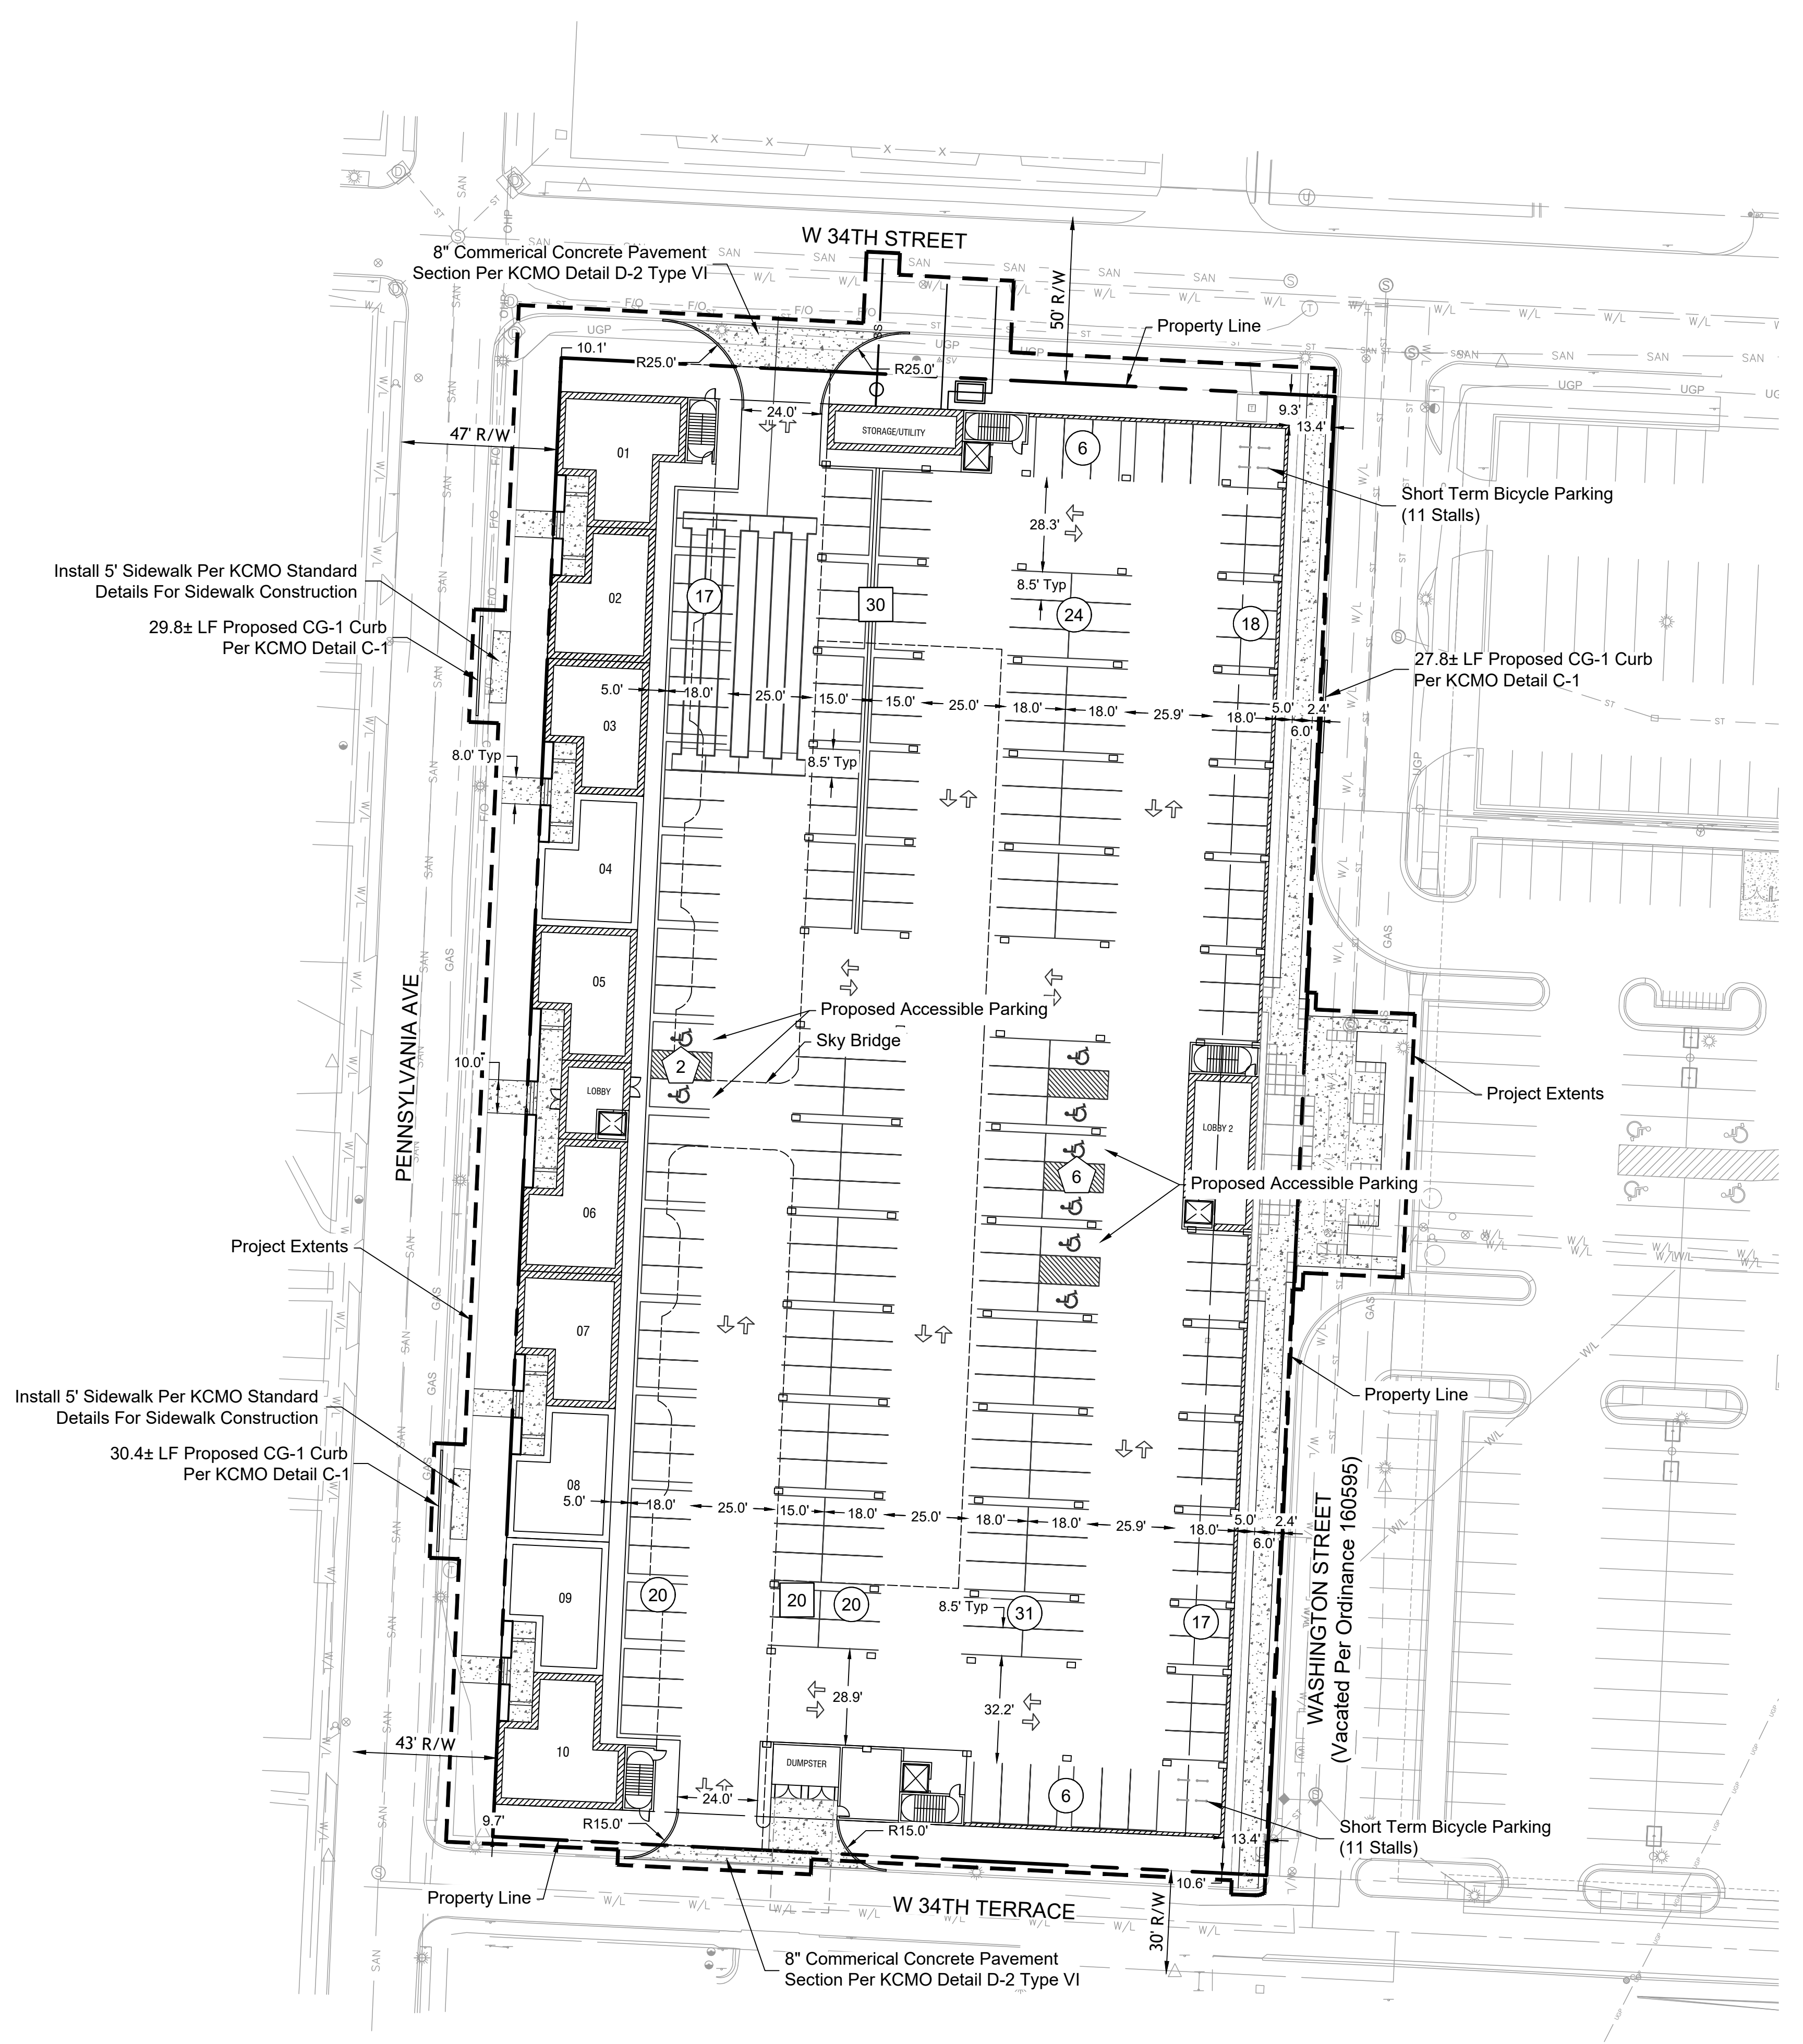 W 34TH STREET
8" Commerical Concrete Pavement
Section Per KCMO Detail D-2 Type VI
50' R/W
Property Line
10.1'
R25.0'
R25.0'
24.0'
9.3'
13.4'
47' R/W
01
STORAGE/UTILITY
6
Short Term Bicycle Parking
(11 Stalls)
28.3'
Install 5' Sidewalk Per KCMO Standard
Details For Sidewalk Construction
29.8± LF Proposed CG-1 Curb
Per KCMO Detail C-1
02
17
30
8.5' Typ
24
18
27.8± LF Proposed CG-1 Curb
Per KCMO Detail C-1
03
5.0'
18.0'
25.0'
15.0'
15.0'
25.0'
18.0'
18.0'
25.9'
18.0'
5.0'
2.4'
6.0'
8.0' Typ
8.5' Typ
04
05
PENNSYLVANIA AVE
Proposed Accessible Parking
Sky Bridge
2
10.0'
LOBBY
Project Extents
LOBBY 2
6
Proposed Accessible Parking
06
Project Extents
07
Property Line
Install 5' Sidewalk Per KCMO Standard
Details For Sidewalk Construction
30.4± LF Proposed CG-1 Curb
Per KCMO Detail C-1
08
5.0'
18.0'
25.0'
15.0'
18.0'
25.0'
18.0'
18.0'
25.9'
18.0'
5.0'
2.4'
6.0'
WASHINGTON STREET
(Vacated Per Ordinance 160595)
09
20
20
20
8.5' Typ
31
17
28.9'
32.2'
43' R/W
10
DUMPSTER
24.0'
6
9.7'
R15.0'
R15.0'
13.4'
Short Term Bicycle Parking
(11 Stalls)
10.6'
Property Line
W 34TH TERRACE
30' R/W
8" Commerical Concrete Pavement
Section Per KCMO Detail D-2 Type VI
SAN
W/L
UGP
F/O
OHP
GAS
ST